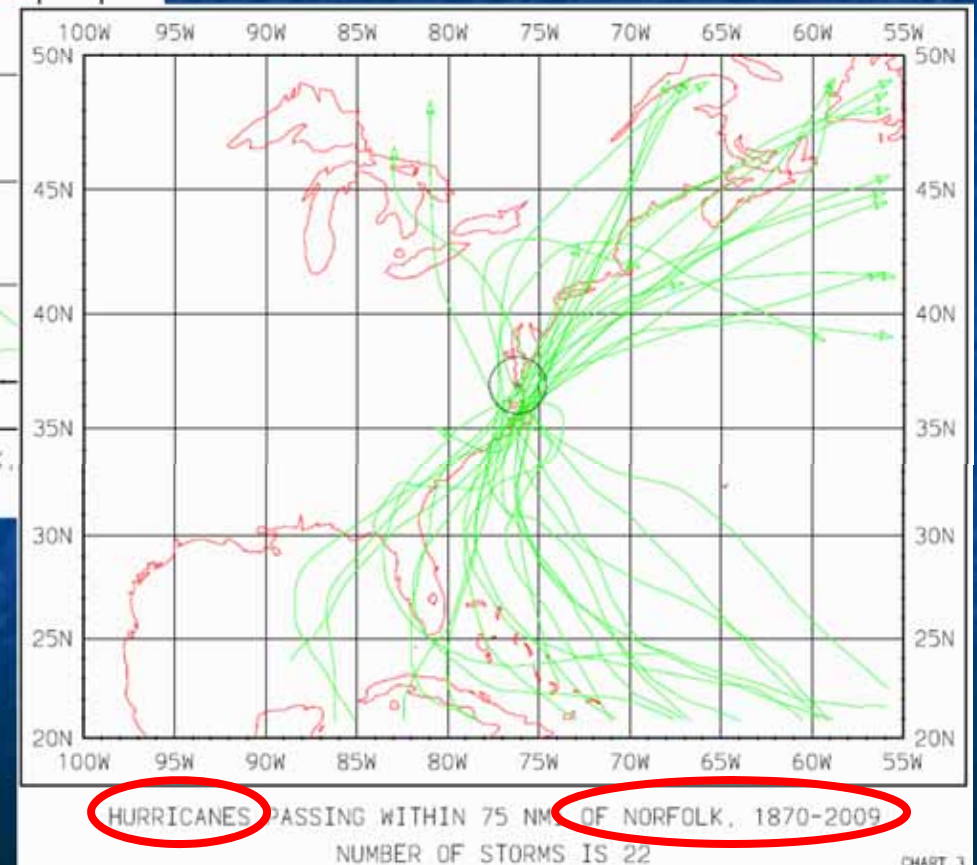 100W 95W 90W 85W 80W 75W 70W 65W 60W 55W
50N 50N
45N 45N
40N 40N
35N 35N
30N 30N
25N 25N
20N 20N
100W 95W 90W 85W 80W 75W 70W 65W 60W 55W
HURRICANES PASSING WITHIN 75 NM OF NORFOLK, 1870-2009
NUMBER OF STORMS IS 22
CHART 3